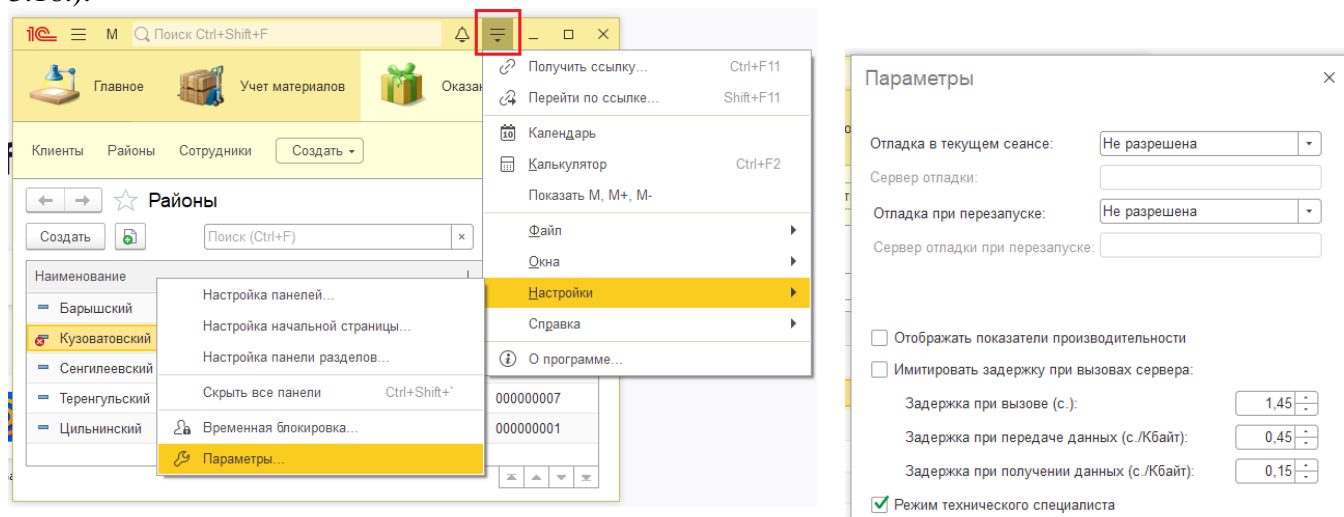 1С М Поиск Ctrl+Shift+F
Главное Учет материалов
Клиенты Районы Сотрудники Создать
Районы
Создать Поиск (Ctrl+F) ×
Наименование
Барышский
Кузоватовский
Сенгилеевский
Теренгульский 000000007
Цильнинский 000000001
Получить ссылку... Ctrl+F11
Перейти по ссылке... Shift+F11
Календарь
Калькулятор Ctrl+F2
Показать M, M+, M-
Файл
Окна
Настройки
Справка
О программе...
Настройка панелей...
Настройка начальной страницы...
Настройка панели разделов...
Скрыть все панели Ctrl+Shift+`
Временная блокировка...
Параметры...
Параметры ×
Отладка в текущем сеансе: Не разрешена
Сервер отладки:
Отладка при перезапуске: Не разрешена
Сервер отладки при перезапуске:
Отображать показатели производительности
Имитировать задержку при вызовах сервера:
Задержка при вызове (с.): 1,45
Задержка при передаче данных (с./Кбайт): 0,45
Задержка при получении данных (с./Кбайт): 0,15
Режим технического специалиста